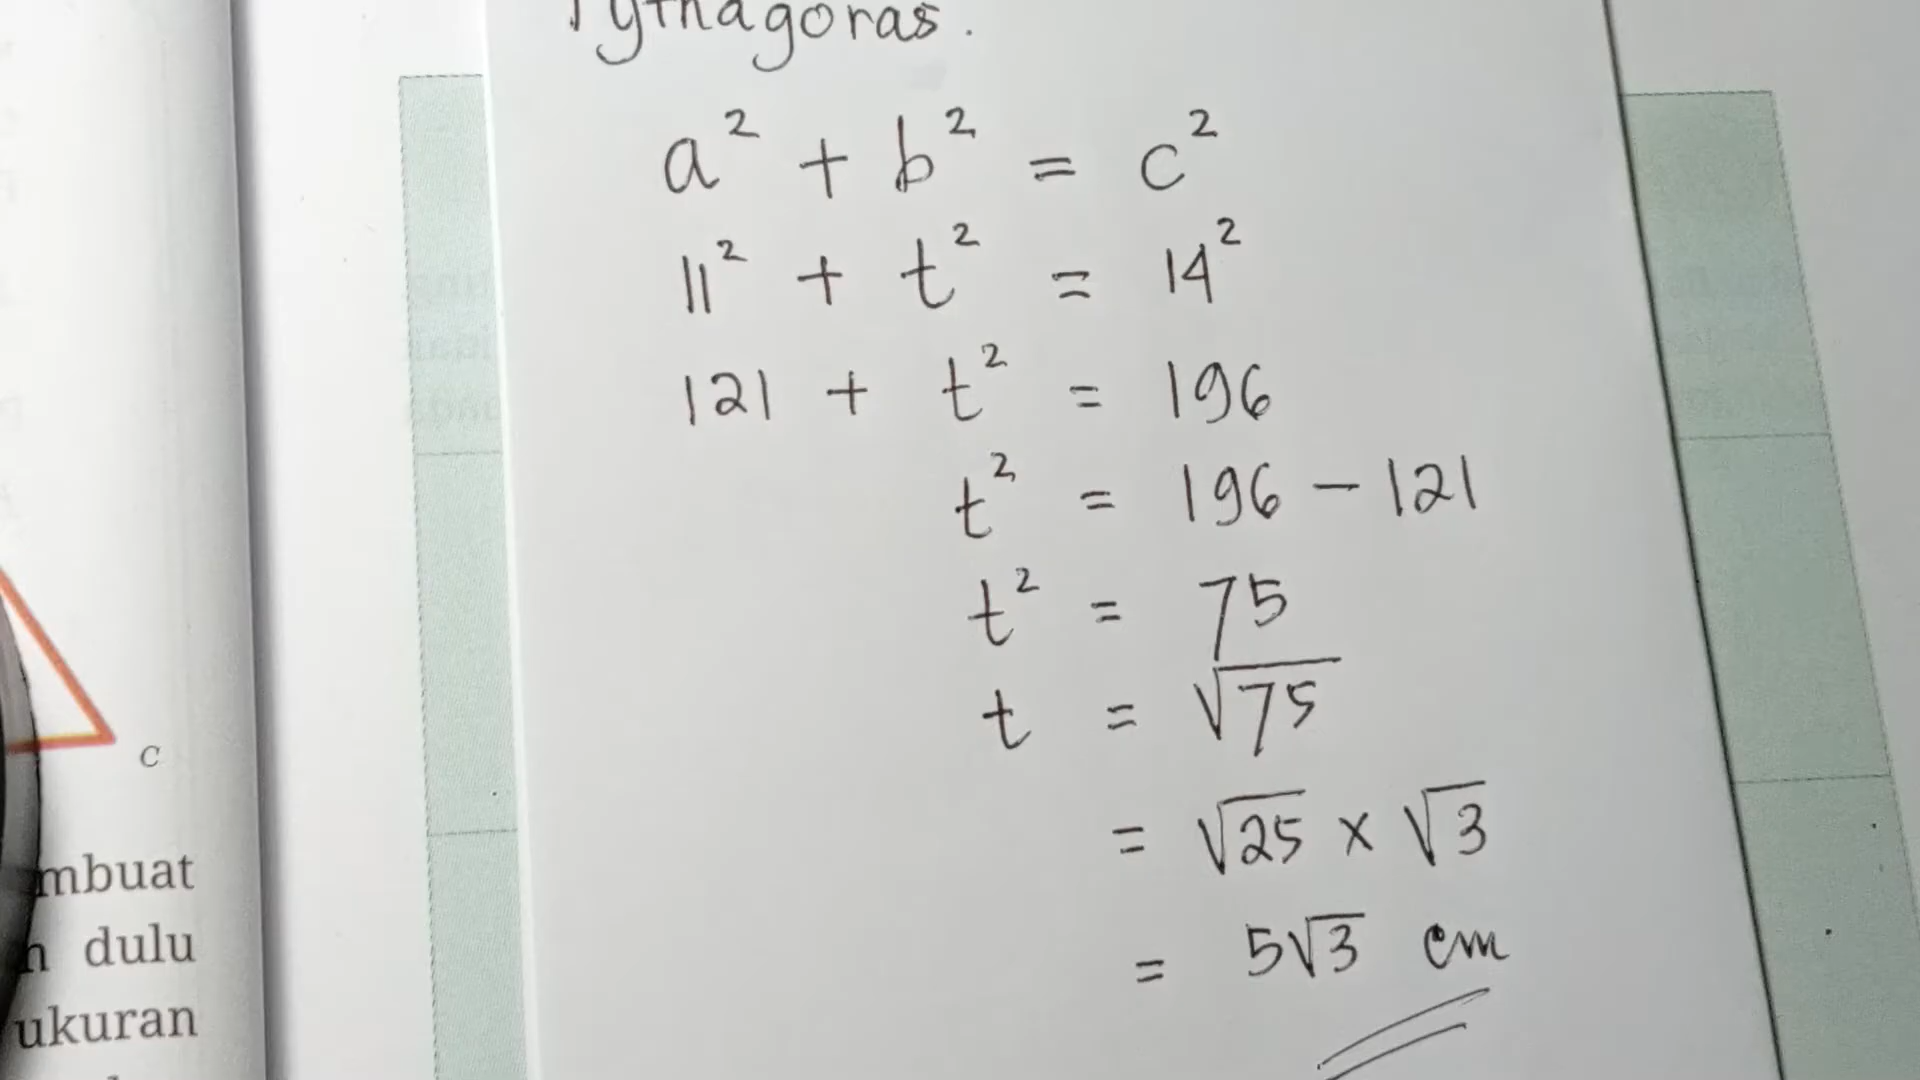 Pythagoras.
a² + b² = c²
11² + t² = 14²
121 + t² = 196
t² = 196 - 121
t² = 75
t = √75
= √25 × √3
= 5√3 cm
c
mbuat
dulu
ukuran